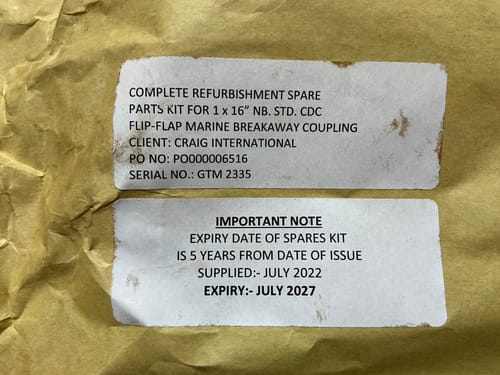 COMPLETE REFURBISHMENT SPARE
PARTS KIT FOR 1 x 16” NB. STD. CDC
FLIP-FLAP MARINE BREAKAWAY COUPLING
CLIENT: CRAIG INTERNATIONAL
PO NO: PO000006516
SERIAL NO.: GTM 2335
IMPORTANT NOTE
EXPIRY DATE OF SPARES KIT
IS 5 YEARS FROM DATE OF ISSUE
SUPPLIED:- JULY 2022
EXPIRY:- JULY 2027